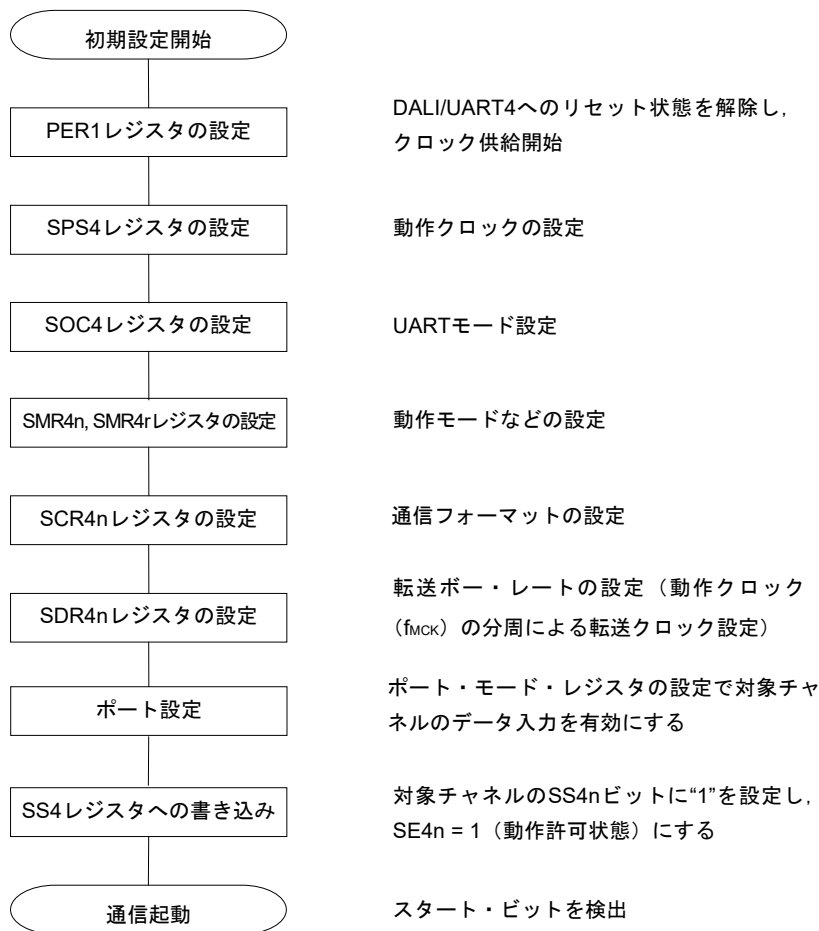 初期設定開始
PER1レジスタの設定
DALI/UART4へのリセット状態を解除し,
クロック供給開始
SPS4レジスタの設定
動作クロックの設定
SOC4レジスタの設定
UARTモード設定
SMR4n, SMR4rレジスタの設定
動作モードなどの設定
SCR4nレジスタの設定
通信フォーマットの設定
SDR4nレジスタの設定
転送ボー・レートの設定（動作クロック
（fMCK）の分周による転送クロック設定）
ポート設定
ポート・モード・レジスタの設定で対象チャ
ネルのデータ入力を有効にする
SS4レジスタへの書き込み
対象チャネルのSS4nビットに“1”を設定し,
SE4n = 1（動作許可状態）にする
通信起動
スタート・ビットを検出